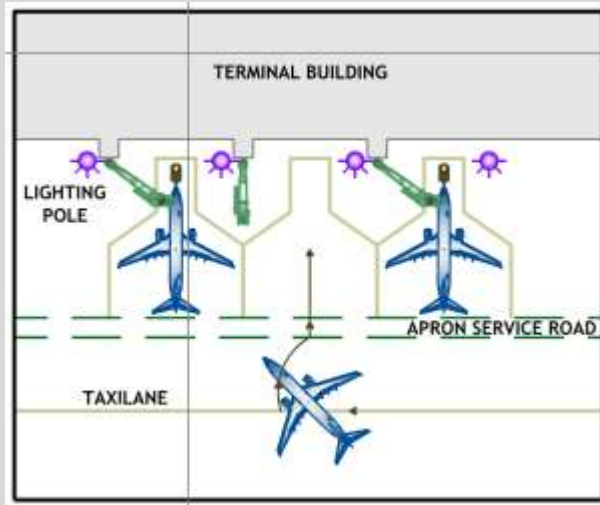 TERMINAL BUILDING
LIGHTING
POLE
APRON SERVICE ROAD
TAXILANE